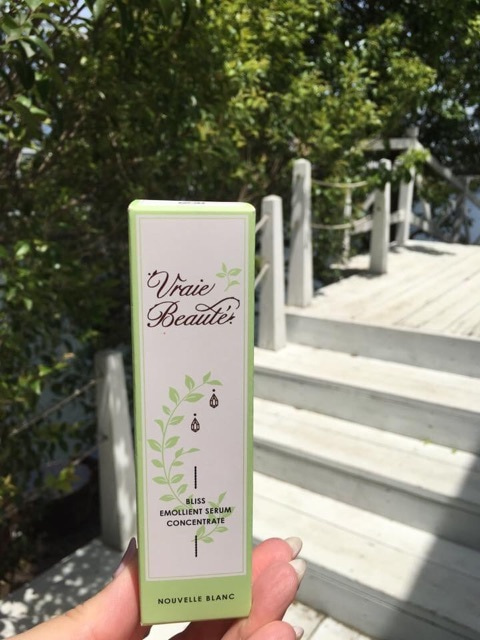 Vraie
Beauté
BLISS
EMOLLIENT SERUM
CONCENTRATE
NOUVELLE BLANC